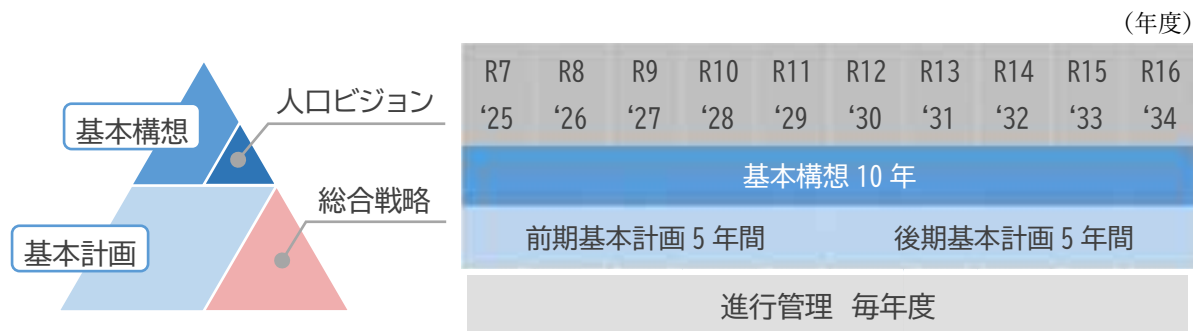 （年度）
人口ビジョン
基本構想
総合戦略
基本計画
R7 R8 R9 R10 R11 R12 R13 R14 R15 R16
‘25 ‘26 ‘27 ‘28 ‘29 ‘30 ‘31 ‘32 ‘33 ‘34
基本構想 10 年
前期基本計画 5 年間 後期基本計画 5 年間
進行管理 毎年度